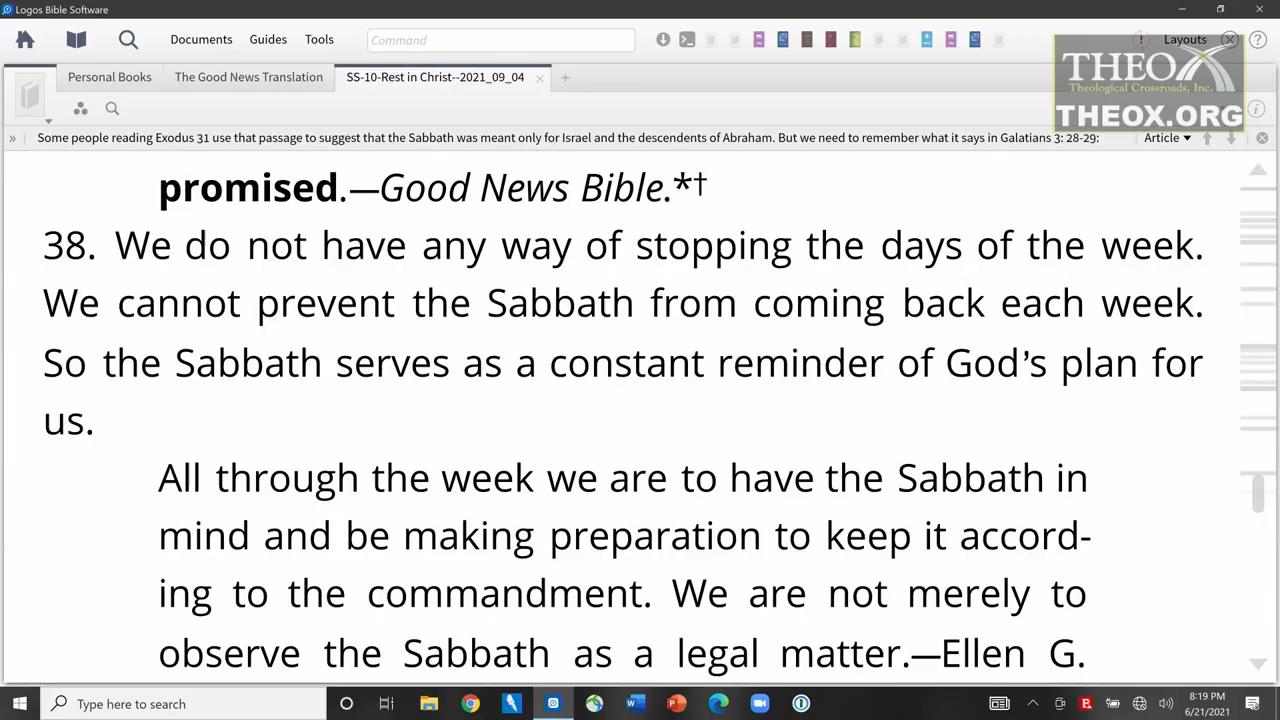 Logos Bible Software
Documents Guides Tools Command Layouts
THEOX
Theological Crossroads, Inc.
THEOX.ORG
Personal Books The Good News Translation SS-10-Rest in Christ--2021_09_04
Some people reading Exodus 31 use that passage to suggest that the Sabbath was meant only for Israel and the descendents of Abraham. But we need to remember what it says in Galatians 3: 28-29: Article
promised.—Good News Bible.*†
38. We do not have any way of stopping the days of the week.
We cannot prevent the Sabbath from coming back each week.
So the Sabbath serves as a constant reminder of God’s plan for
us.
All through the week we are to have the Sabbath in
mind and be making preparation to keep it accord-
ing to the commandment. We are not merely to
observe the Sabbath as a legal matter.—Ellen G.
Type here to search
8:19 PM
6/21/2021